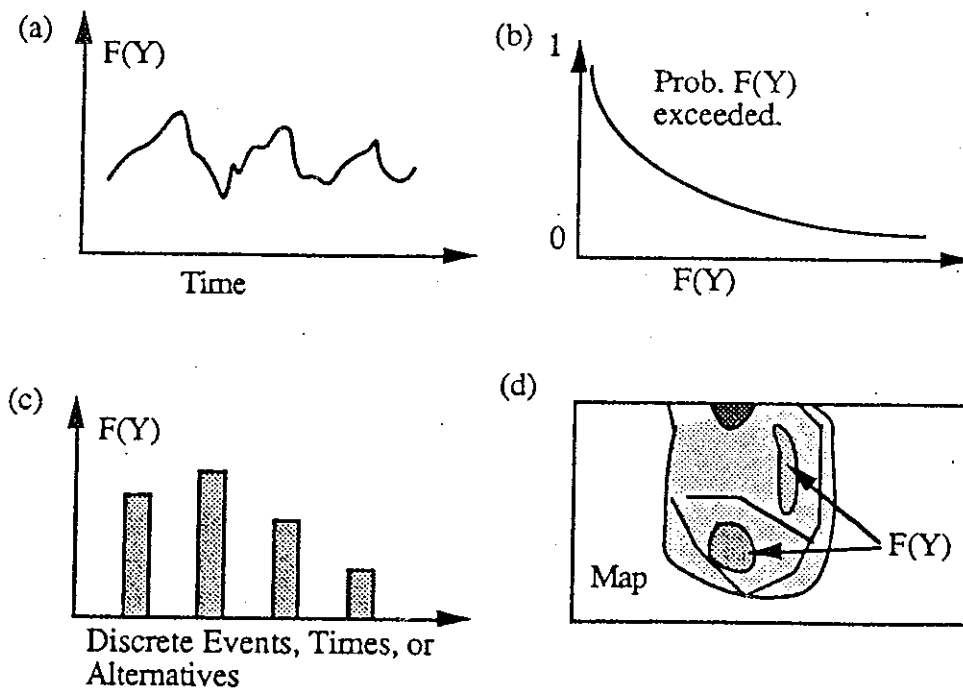 (a)
F(Y)
Time
(b)
1
Prob. F(Y)
exceeded.
0
F(Y)
(c)
F(Y)
Discrete Events, Times, or
Alternatives
(d)
F(Y)
Map